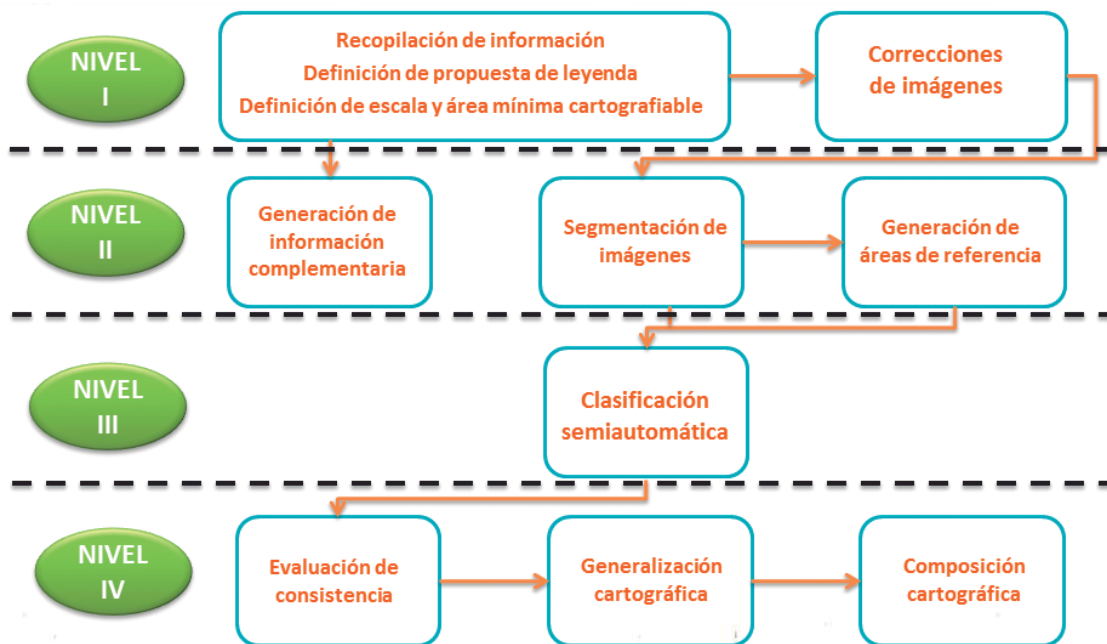 NIVEL
I
Recopilación de información
Definición de propuesta de leyenda
Definición de escala y área mínima cartografiable
Correcciones
de imágenes
NIVEL
II
Generación de
información
complementaria
Segmentación de
imágenes
Generación de
áreas de referencia
NIVEL
III
Clasificación
semiautomática
NIVEL
IV
Evaluación de
consistencia
Generalización
cartográfica
Composición
cartográfica